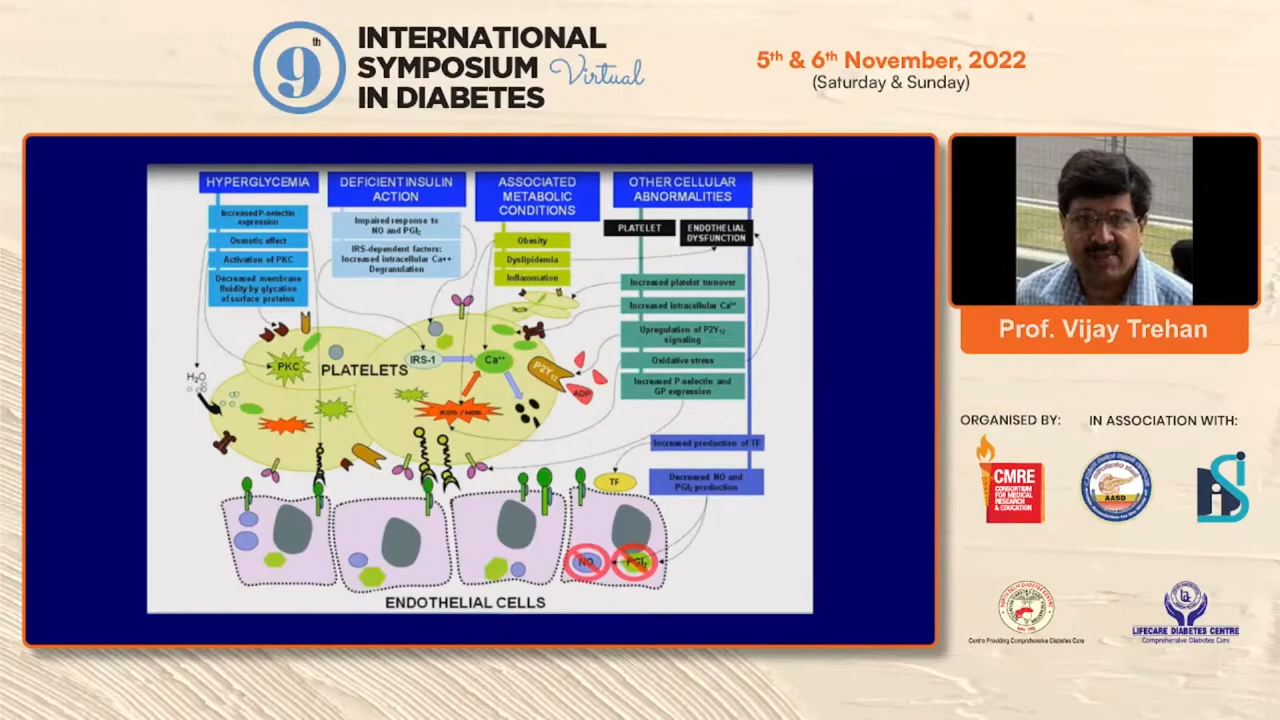 9th
INTERNATIONAL
SYMPOSIUM Virtual
IN DIABETES
5th & 6th November, 2022
(Saturday & Sunday)
HYPERGLYCEMIA
Increased P-selectin
expression
Osmotic effect
Activation of PKC
Decreased membrane
fluidity by glycation
of surface proteins
DEFICIENT INSULIN
ACTION
Impaired response to
NO and PGI₂
IRS-dependent factors:
Increased intracellular Ca++
Degranulation
ASSOCIATED
METABOLIC
CONDITIONS
Obesity
Dyslipidemia
Inflammation
OTHER CELLULAR
ABNORMALITIES
PLATELET
ENDOTHELIAL
DYSFUNCTION
Increased platelet turnover
Increased intracellular Ca⁺⁺
Upregulation of P2Y₁₂
signaling
Oxidative stress
Increased P-selectin and
GP expression
Increased production of TF
Decreased NO and
PGI₂ production
H₂O
PKC
PLATELETS
IRS-1
Ca⁺⁺
P2Y₁₂
ADP
TF
NO
PGI₂
ENDOTHELIAL CELLS
Prof. Vijay Trehan
ORGANISED BY:
IN ASSOCIATION WITH:
CMRE
CONSORTIUM
FOR MEDICAL
RESEARCH
& EDUCATION
AASD
Centre Providing Comprehensive Diabetes Care
LIFECARE DIABETES CENTRE
Comprehensive Diabetes Care